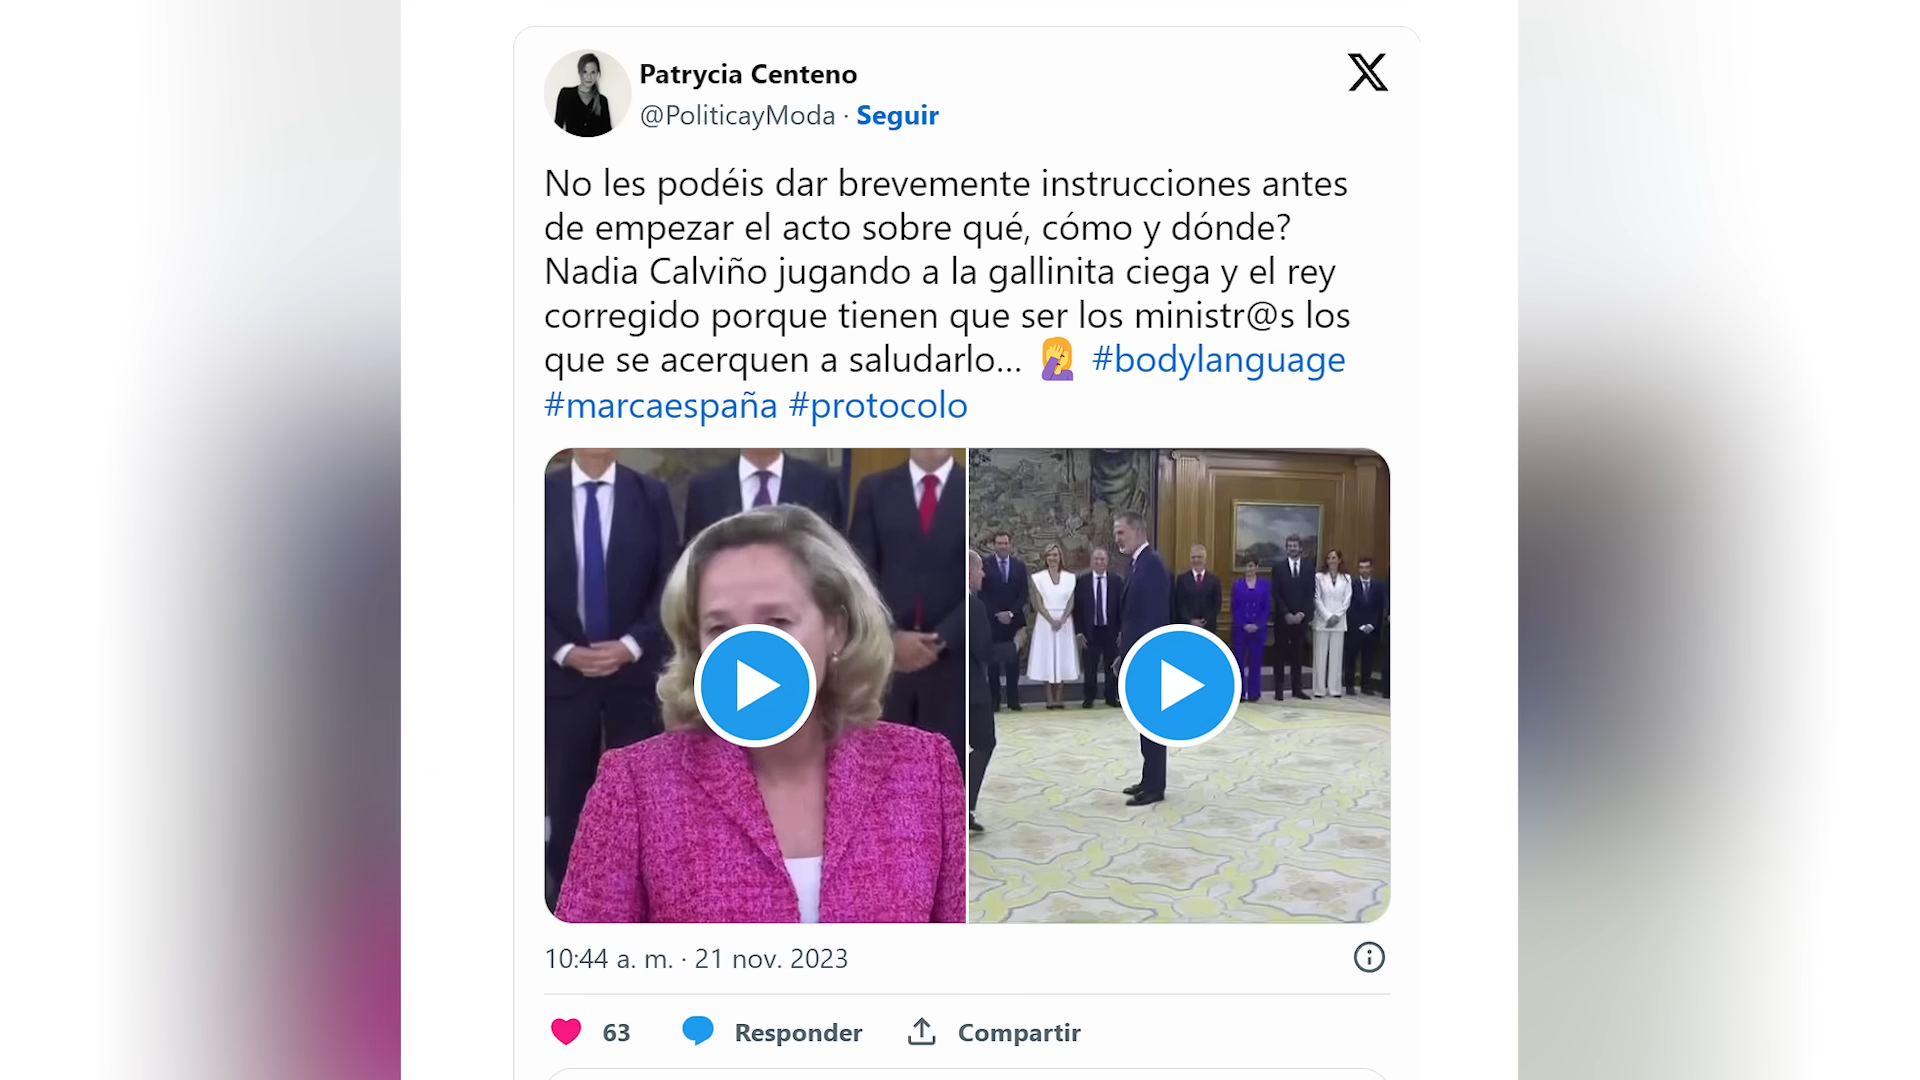 Patrycia Centeno
@PoliticayModa · Seguir
No les podéis dar brevemente instrucciones antes
de empezar el acto sobre qué, cómo y dónde?
Nadia Calviño jugando a la gallinita ciega y el rey
corregido porque tienen que ser los ministr@s los
que se acerquen a saludarlo... 🤦‍♀️ #bodylanguage
#marcaespaña #protocolo
10:44 a. m. · 21 nov. 2023
63 Responder Compartir